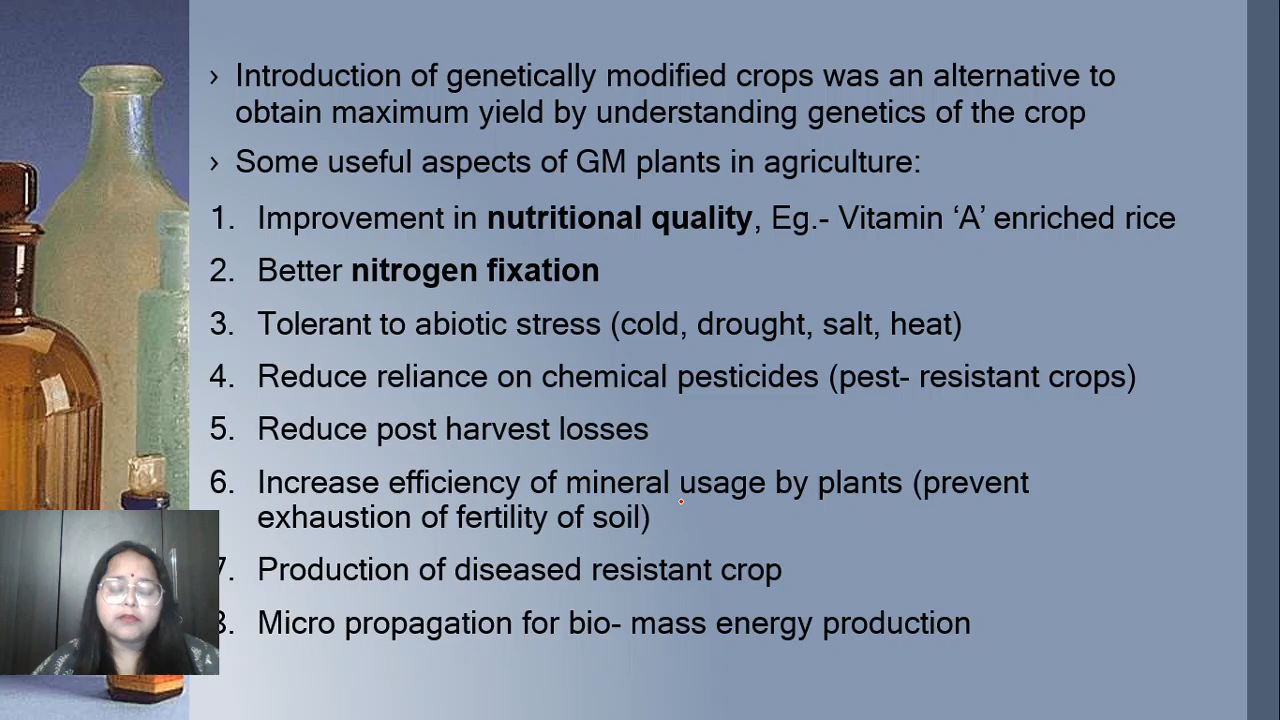 › Introduction of genetically modified crops was an alternative to
obtain maximum yield by understanding genetics of the crop
› Some useful aspects of GM plants in agriculture:
1. Improvement in nutritional quality, Eg.- Vitamin ‘A’ enriched rice
2. Better nitrogen fixation
3. Tolerant to abiotic stress (cold, drought, salt, heat)
4. Reduce reliance on chemical pesticides (pest- resistant crops)
5. Reduce post harvest losses
6. Increase efficiency of mineral usage by plants (prevent
exhaustion of fertility of soil)
7. Production of diseased resistant crop
8. Micro propagation for bio- mass energy production